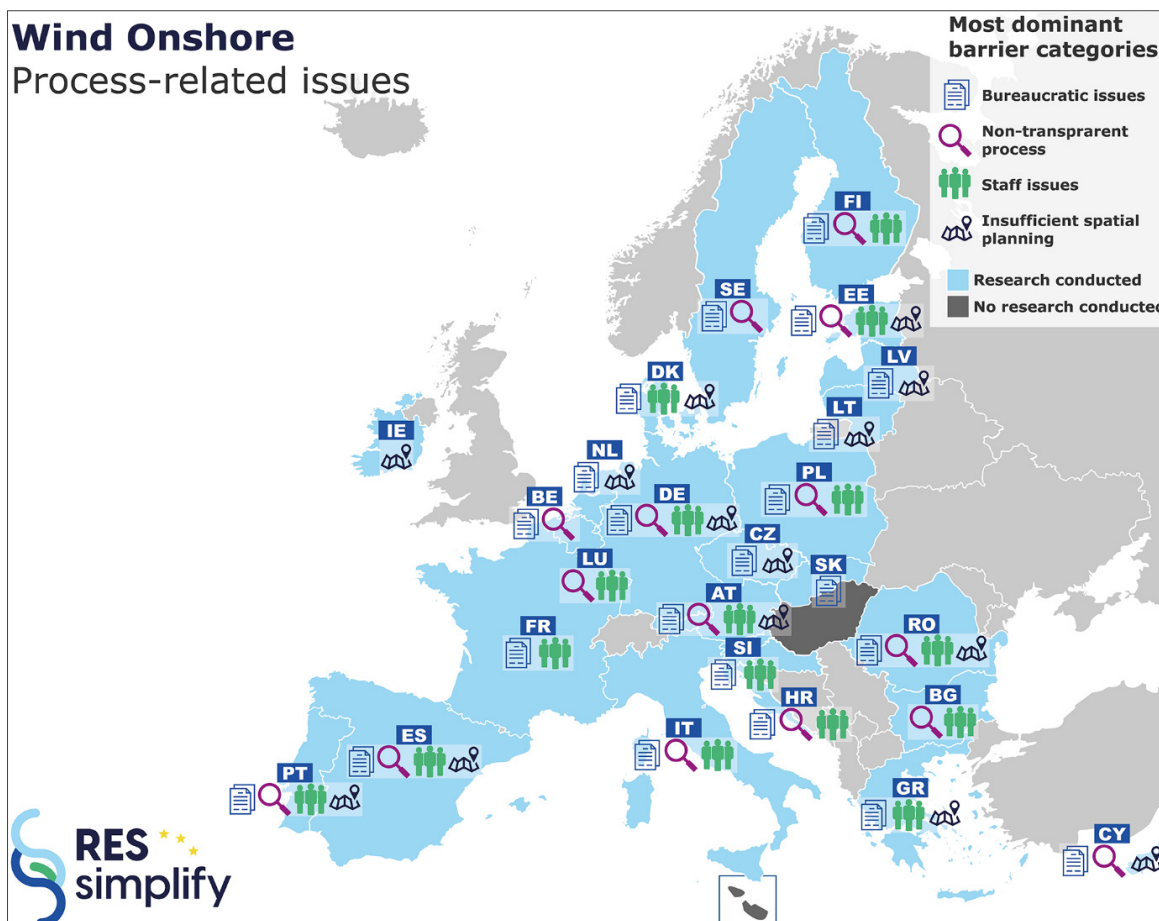 Wind Onshore
Process-related issues
Most dominant
barrier categories
Bureaucratic issues
Non-transprarent
process
Staff issues
Insufficient spatial
planning
Research conducted
No research conducted
FI
SE
EE
LV
DK
LT
IE
NL
PL
BE
DE
CZ
LU
SK
AT
FR
RO
SI
HR
BG
IT
ES
PT
GR
CY
RES
simplify